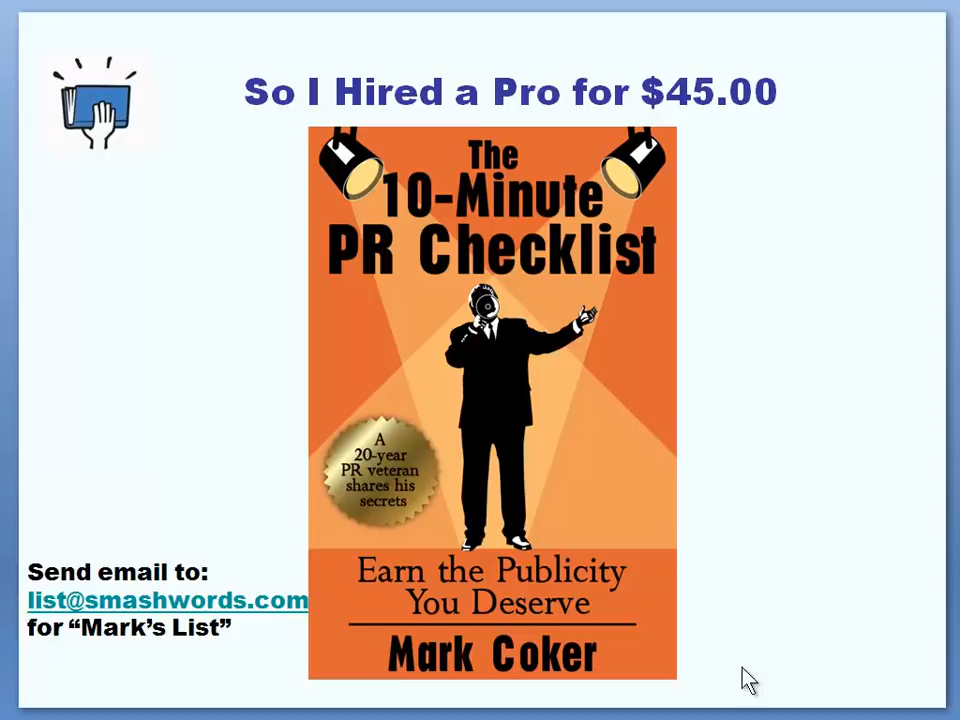 So I Hired a Pro for $45.00
The
10-Minute
PR Checklist
A
20-year
PR veteran
shares his
secrets
Earn the Publicity
You Deserve
Mark Coker
Send email to:
list@smashwords.com
for “Mark’s List”